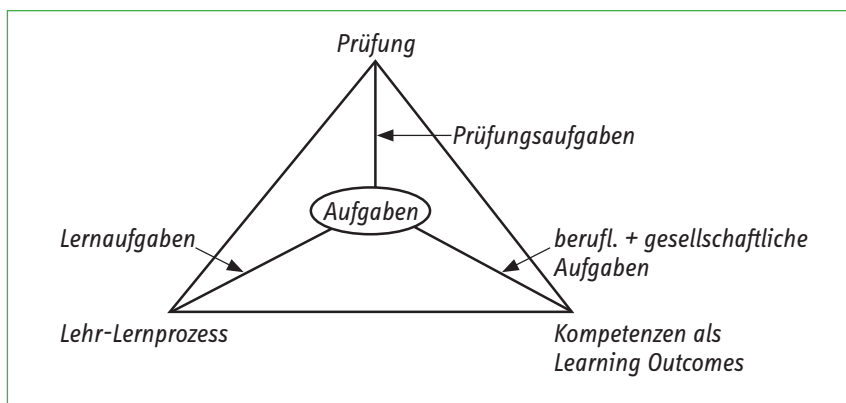 Prüfung
Prüfungsaufgaben
Aufgaben
Lernaufgaben
berufl. + gesellschaftliche
Aufgaben
Lehr-Lernprozess
Kompetenzen als
Learning Outcomes